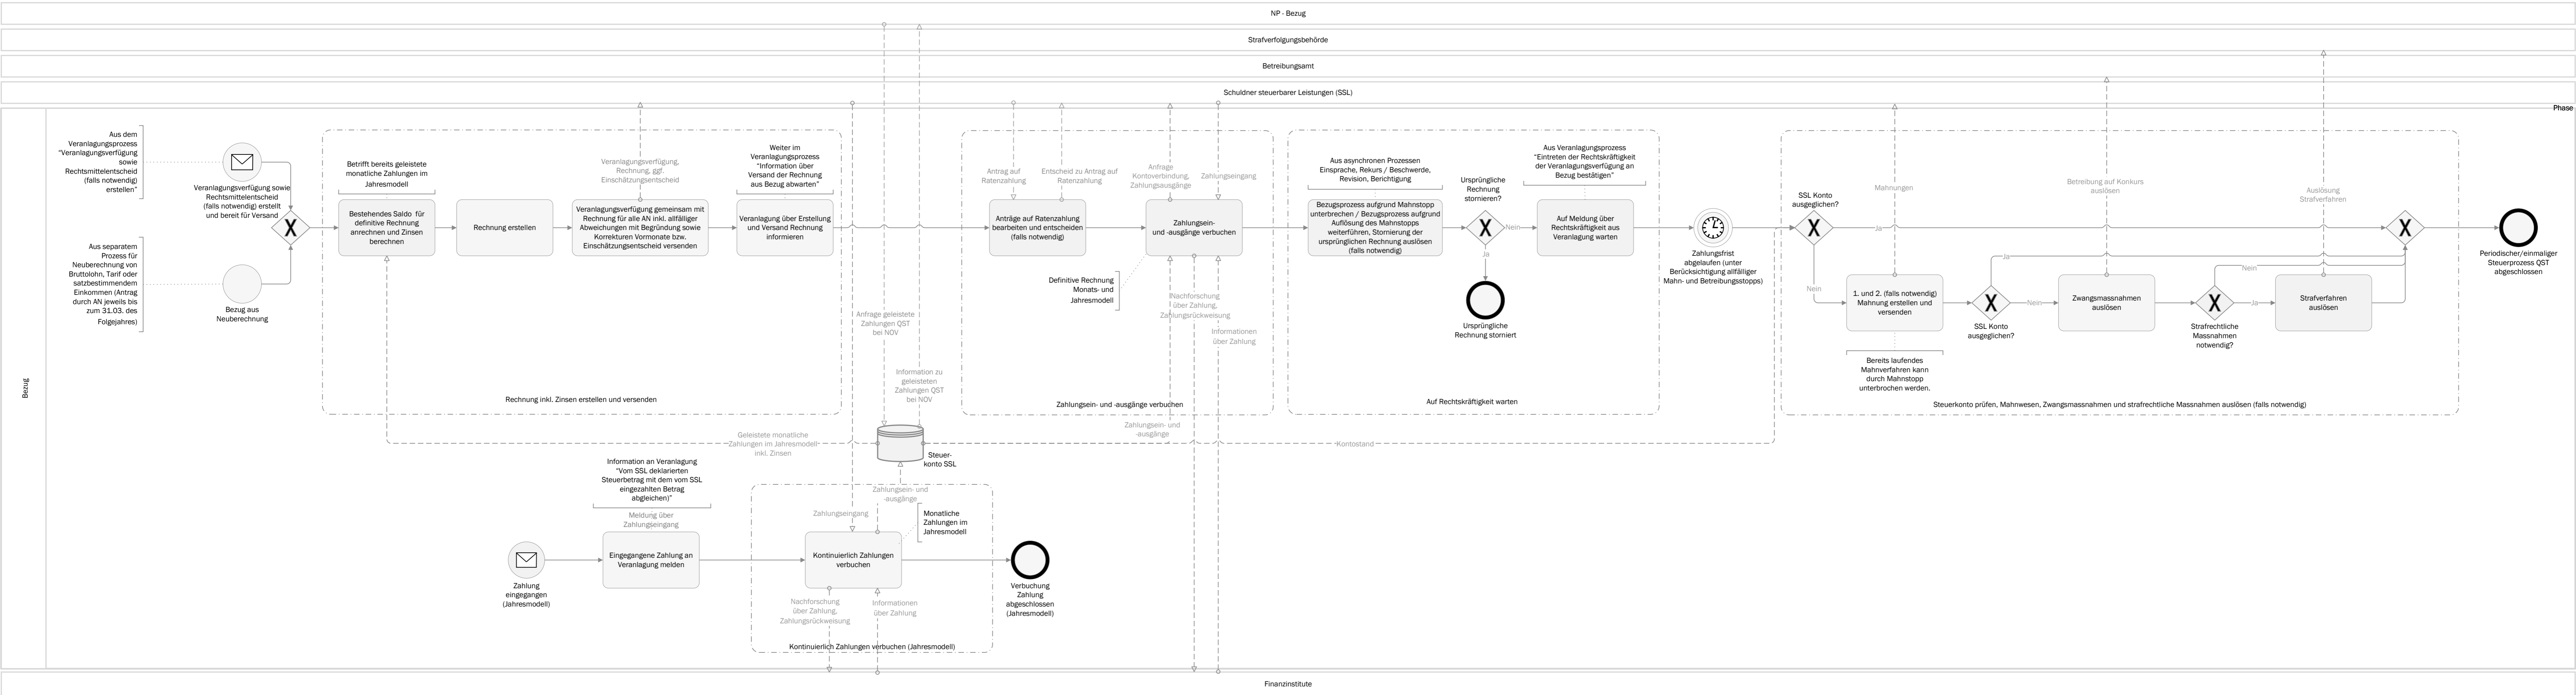 NP - Bezug
Strafverfolgungsbehörde
Betreibungsamt
Schuldner steuerbarer Leistungen (SSL)
Phase
Bezug
Aus dem
Veranlagungsprozess
"Veranlagungsverfügung
sowie
Rechtsmittelentscheid
(falls notwendig)
erstellen"
Veranlagungsverfügung sowie
Rechtsmittelentscheid
(falls notwendig) erstellt
und bereit für Versand
Aus separatem
Prozess für
Neuberechnung von
Bruttolohn, Tarif oder
satzbestimmendem
Einkommen (Antrag
durch AN jeweils bis
zum 31.03. des
Folgejahres)
Bezug aus
Neuberechnung
Betrifft bereits geleistete
monatliche Zahlungen im
Jahresmodell
Bestehendes Saldo für
definitive Rechnung
anrechnen und Zinsen
berechnen
Rechnung erstellen
Veranlagungsverfügung,
Rechnung, ggf.
Einschätzungsentscheid
Veranlagungsverfügung gemeinsam mit
Rechnung für alle AN inkl. allfälliger
Abweichungen mit Begründung sowie
Korrekturen Vormonate bzw.
Einschätzungsentscheid versenden
Weiter im
Veranlagungsprozess
"Information über
Versand der Rechnung
aus Bezug abwarten"
Veranlagung über Erstellung
und Versand Rechnung
informieren
Rechnung inkl. Zinsen erstellen und versenden
Anfrage geleistete
Zahlungen QST
bei NOV
Information zu
geleisteten
Zahlungen QST
bei NOV
Antrag auf
Ratenzahlung
Entscheid zu Antrag auf
Ratenzahlung
Anfrage
Kontoverbindung,
Zahlungsausgänge
Zahlungseingang
Anträge auf Ratenzahlung
bearbeiten und entscheiden
(falls notwendig)
Zahlungsein-
und -ausgänge verbuchen
Definitive Rechnung
Monats- und
Jahresmodell
Nachforschung
über Zahlung,
Zahlungsrückweisung
Informationen
über Zahlung
Zahlungsein- und -ausgänge verbuchen
Zahlungsein- und
-ausgänge
Aus asynchronen Prozessen
Einsprache, Rekurs / Beschwerde,
Revision, Berichtigung
Bezugsprozess aufgrund Mahnstopp
unterbrechen / Bezugsprozess aufgrund
Auflösung des Mahnstopps
weiterführen, Stornierung der
ursprünglichen Rechnung auslösen
(falls notwendig)
Ursprüngliche
Rechnung
stornieren?
Nein
Ja
Ursprüngliche
Rechnung storniert
Aus Veranlagungsprozess
"Eintreten der Rechtskräftigkeit
der Veranlagungsverfügung an
Bezug bestätigen"
Auf Meldung über
Rechtskräftigkeit aus
Veranlagung warten
Auf Rechtskräftigkeit warten
Zahlungsfrist
abgelaufen (unter
Berücksichtigung allfälliger
Mahn- und Betreibungsstopps)
SSL Konto
ausgeglichen?
Ja
Nein
Mahnungen
1. und 2. (falls notwendig)
Mahnung erstellen und
versenden
Bereits laufendes
Mahnverfahren kann
durch Mahnstopp
unterbrochen werden.
SSL Konto
ausgeglichen?
Ja
Nein
Betreibung auf Konkurs
auslösen
Zwangsmassnahmen
auslösen
Strafrechtliche
Massnahmen
notwendig?
Nein
Ja
Auslösung
Strafverfahren
Strafverfahren
auslösen
Steuerkonto prüfen, Mahnwesen, Zwangsmassnahmen und strafrechtliche Massnahmen auslösen (falls notwendig)
Periodischer/einmaliger
Steuerprozess QST
abgeschlossen
Geleistete monatliche
Zahlungen im Jahresmodell
inkl. Zinsen
Steuer-
konto SSL
Kontostand
Information an Veranlagung
"Vom SSL deklarierten
Steuerbetrag mit dem vom SSL
eingezahlten Betrag
abgleichen)"
Meldung über
Zahlungseingang
Zahlung
eingegangen
(Jahresmodell)
Eingegangene Zahlung an
Veranlagung melden
Zahlungsein- und
-ausgänge
Zahlungseingang
Monatliche
Zahlungen im
Jahresmodell
Kontinuierlich Zahlungen
verbuchen
Nachforschung
über Zahlung,
Zahlungsrückweisung
Informationen
über Zahlung
Kontinuierlich Zahlungen verbuchen (Jahresmodell)
Verbuchung
Zahlung
abgeschlossen
(Jahresmodell)
Finanzinstitute